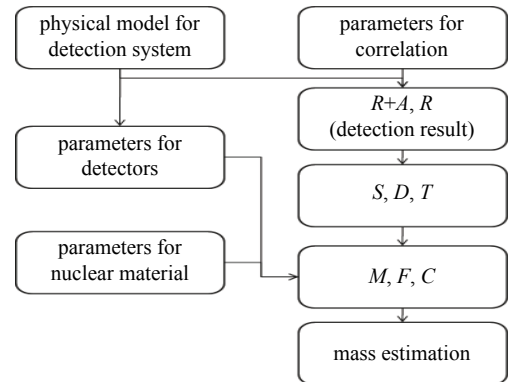 physical model for
detection system
parameters for
correlation
R+A, R
(detection result)
parameters for
detectors
S, D, T
parameters for
nuclear material
M, F, C
mass estimation